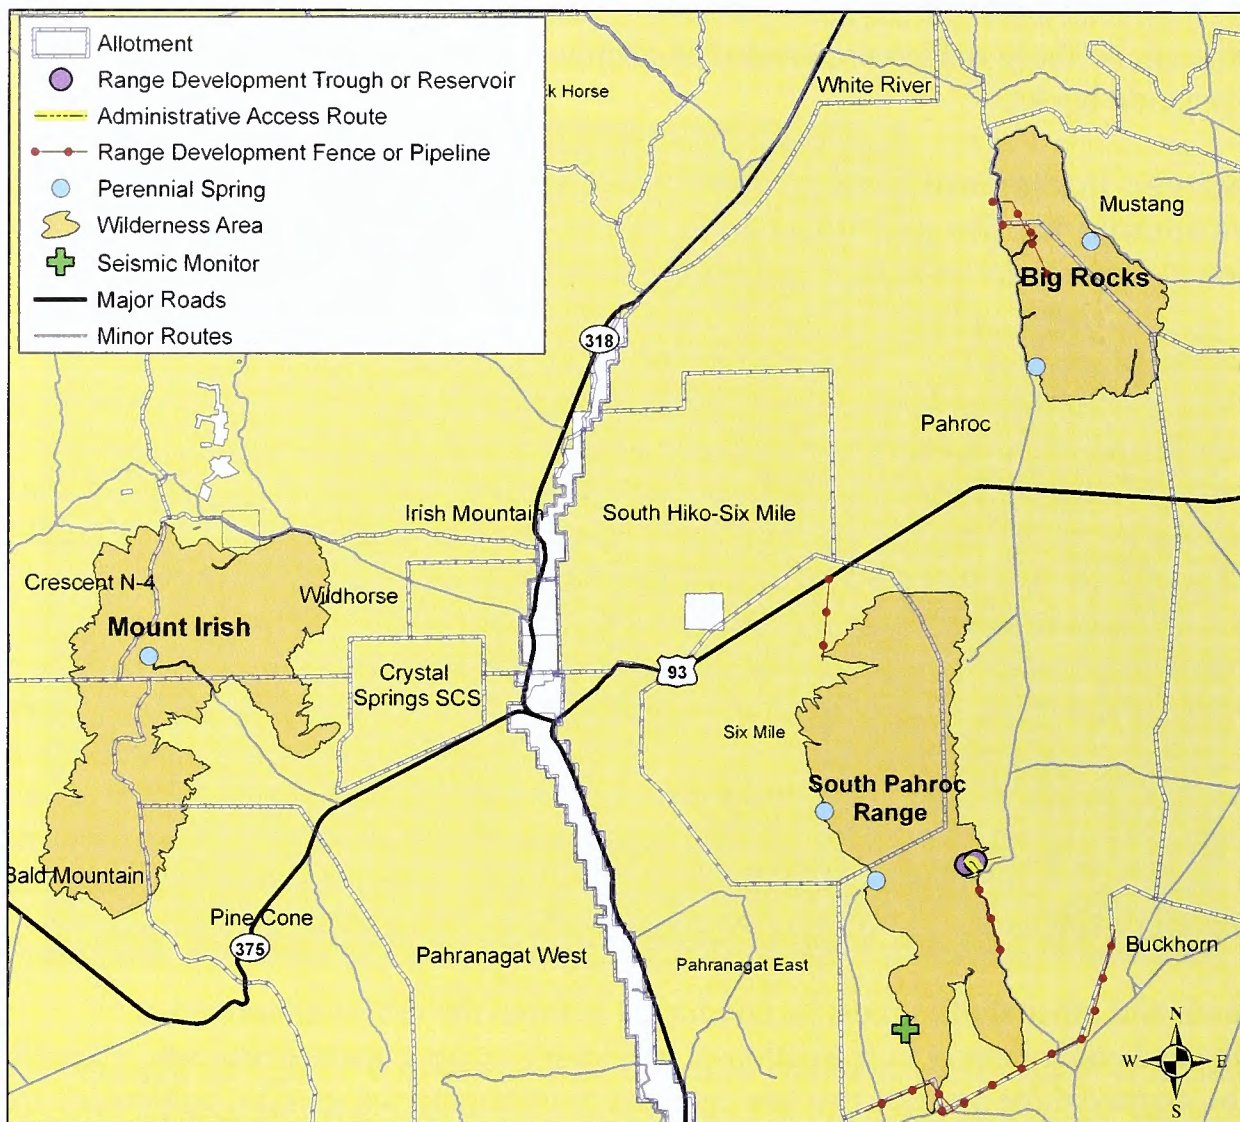 Allotment
Range Development Trough or Reservoir
Administrative Access Route
Range Development Fence or Pipeline
Perennial Spring
Wilderness Area
Seismic Monitor
Major Roads
Minor Routes
k Horse
White River
Mustang
Big Rocks
318
Pahroc
Irish Mountain
South Hiko-Six Mile
Crescent N-4
Wildhorse
Mount Irish
Crystal
Springs SCS
93
Six Mile
South Pahroc
Range
Bald Mountain
Pine Cone
375
Pahranagat West
Pahranagat East
Buckhorn
N
W
E
S